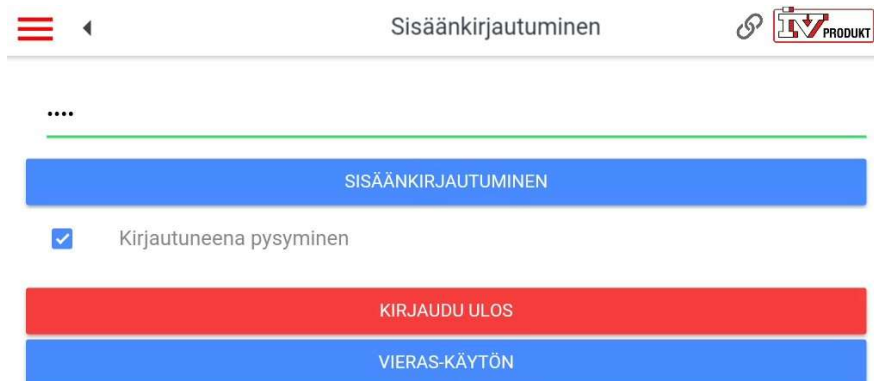 Sisäänkirjautuminen
IV PRODUKT
••••
SISÄÄNKIRJAUTUMINEN
Kirjautuneena pysyminen
KIRJAUDU ULOS
VIERAS-KÄYTÖN